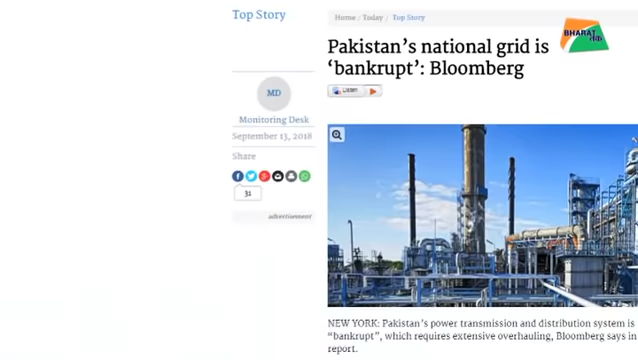 Top Story
Home / Today / Top Story
BHARAT
तक
Pakistan's national grid is
'bankrupt': Bloomberg
Listen
MD
Monitoring Desk
September 13, 2018
Share
31
advertisement
NEW YORK: Pakistan's power transmission and distribution system is
"bankrupt", which requires extensive overhauling, Bloomberg says in
report.